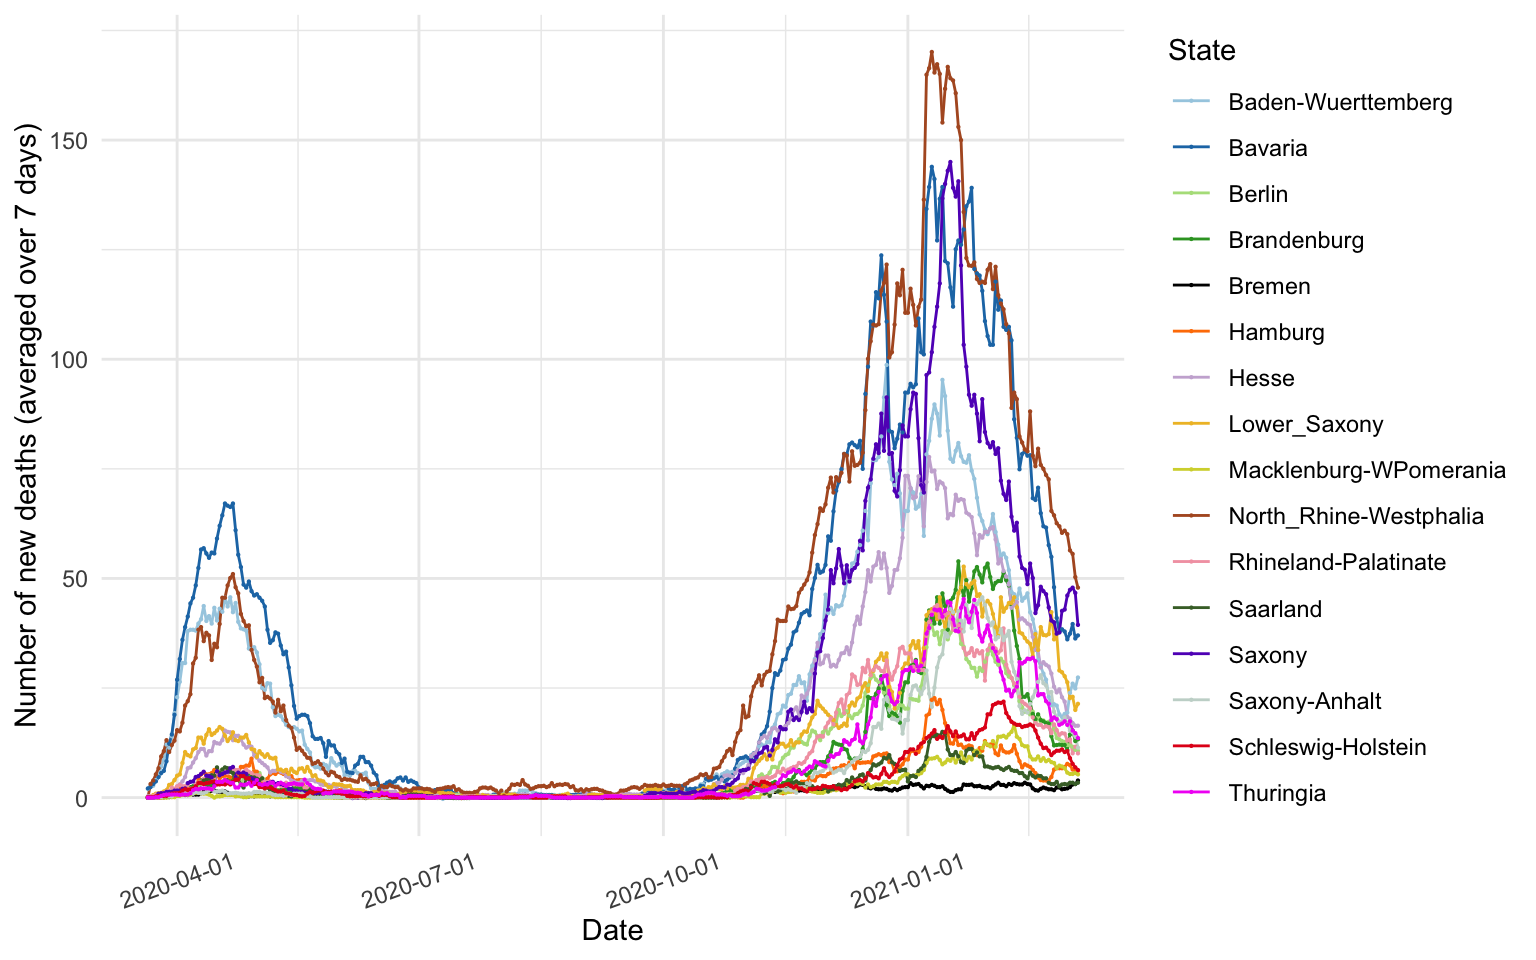 Number of new deaths (averaged over 7 days)
150
100
50
0
2020-04-01
2020-07-01
2020-10-01
2021-01-01
Date
State
Baden-Wuerttemberg
Bavaria
Berlin
Brandenburg
Bremen
Hamburg
Hesse
Lower_Saxony
Macklenburg-WPomerania
North_Rhine-Westphalia
Rhineland-Palatinate
Saarland
Saxony
Saxony-Anhalt
Schleswig-Holstein
Thuringia